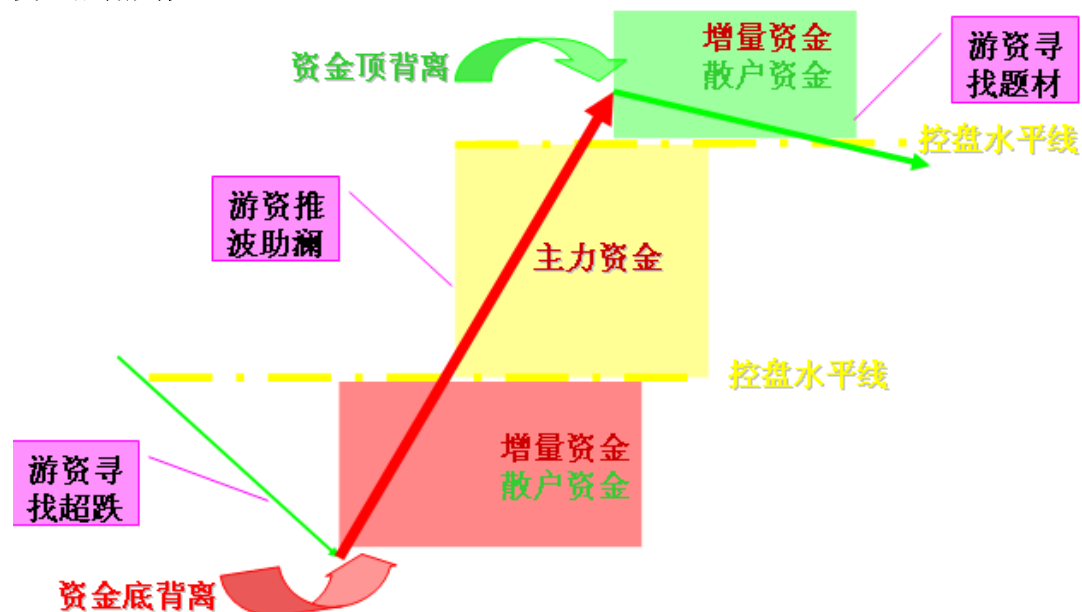 增量资金
散户资金
资金顶背离
游资寻
找题材
控盘水平线
游资推
波助澜
主力资金
控盘水平线
增量资金
散户资金
游资寻
找超跌
资金底背离